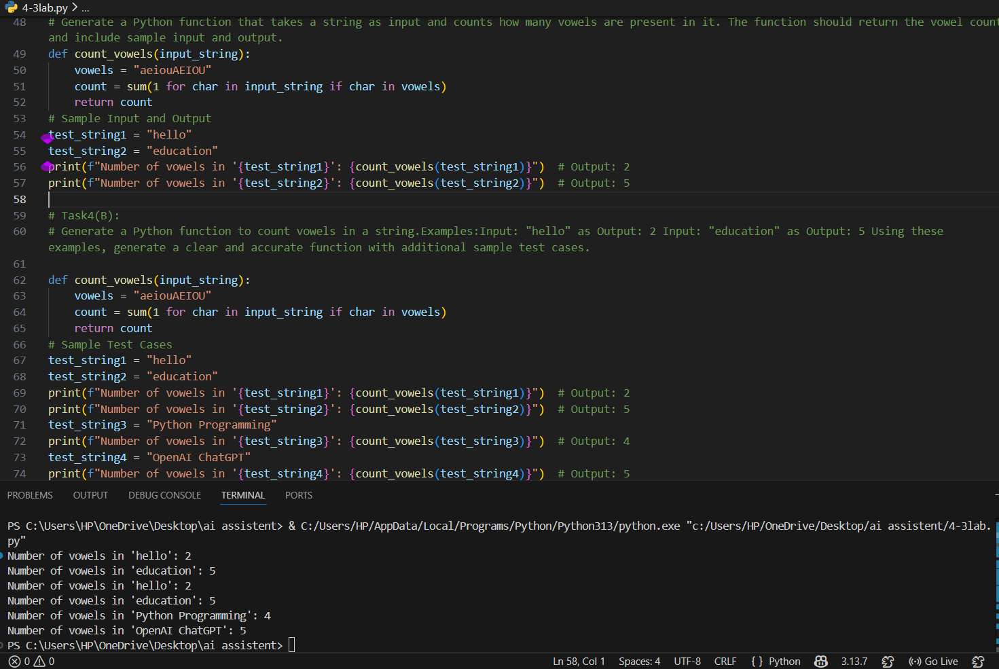 4-3lab.py > ...
48 # Generate a Python function that takes a string as input and counts how many vowels are present in it. The function should return the vowel count
and include sample input and output.
49 def count_vowels(input_string):
50     vowels = "aeiouAEIOU"
51     count = sum(1 for char in input_string if char in vowels)
52     return count
53 # Sample Input and Output
54 test_string1 = "hello"
55 test_string2 = "education"
56 print(f"Number of vowels in '{test_string1}': {count_vowels(test_string1)}")  # Output: 2
57 print(f"Number of vowels in '{test_string2}': {count_vowels(test_string2)}")  # Output: 5
58
59 # Task4(B):
60 # Generate a Python function to count vowels in a string.Examples:Input: "hello" as Output: 2 Input: "education" as Output: 5 Using these
examples, generate a clear and accurate function with additional sample test cases.
61
62 def count_vowels(input_string):
63     vowels = "aeiouAEIOU"
64     count = sum(1 for char in input_string if char in vowels)
65     return count
66 # Sample Test Cases
67 test_string1 = "hello"
68 test_string2 = "education"
69 print(f"Number of vowels in '{test_string1}': {count_vowels(test_string1)}")  # Output: 2
70 print(f"Number of vowels in '{test_string2}': {count_vowels(test_string2)}")  # Output: 5
71 test_string3 = "Python Programming"
72 print(f"Number of vowels in '{test_string3}': {count_vowels(test_string3)}")  # Output: 4
73 test_string4 = "OpenAI ChatGPT"
74 print(f"Number of vowels in '{test_string4}': {count_vowels(test_string4)}")  # Output: 5
PROBLEMS OUTPUT DEBUG CONSOLE TERMINAL PORTS
PS C:\Users\HP\OneDrive\Desktop\ai assistent> & C:/Users/HP/AppData/Local/Programs/Python/Python313/python.exe "c:/Users/HP/OneDrive/Desktop/ai assistent/4-3lab.
py"
Number of vowels in 'hello': 2
Number of vowels in 'education': 5
Number of vowels in 'hello': 2
Number of vowels in 'education': 5
Number of vowels in 'Python Programming': 4
Number of vowels in 'OpenAI ChatGPT': 5
PS C:\Users\HP\OneDrive\Desktop\ai assistent>
0 0 Ln 58, Col 1 Spaces: 4 UTF-8 CRLF {} Python 3.13.7 Go Live